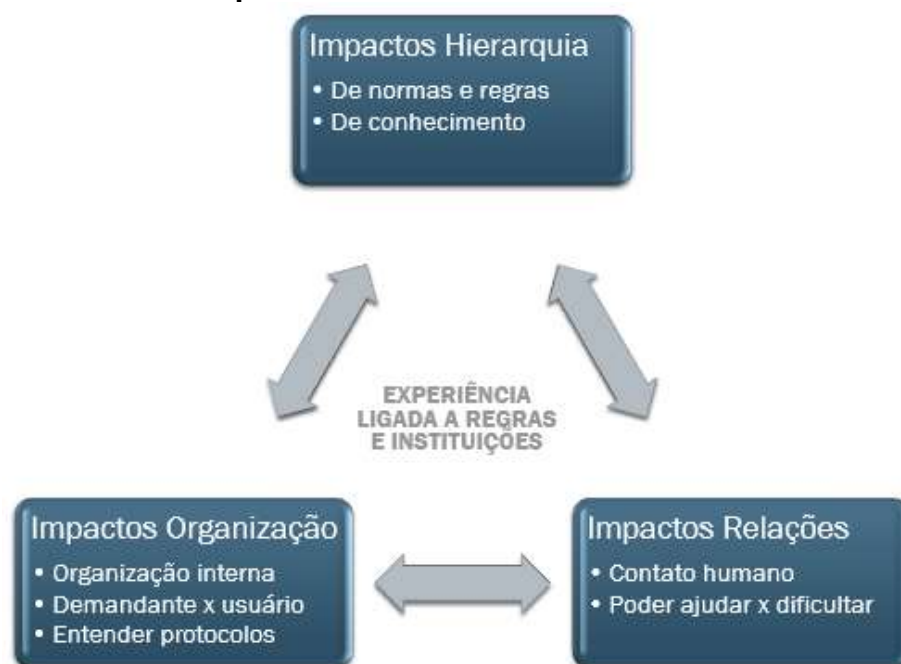 Impactos Hierarquia
• De normas e regras
• De conhecimento
EXPERIÊNCIA
LIGADA A REGRAS
E INSTITUIÇÕES
Impactos Organização
• Organização interna
• Demandante x usuário
• Entender protocolos
Impactos Relações
• Contato humano
• Poder ajudar x dificultar